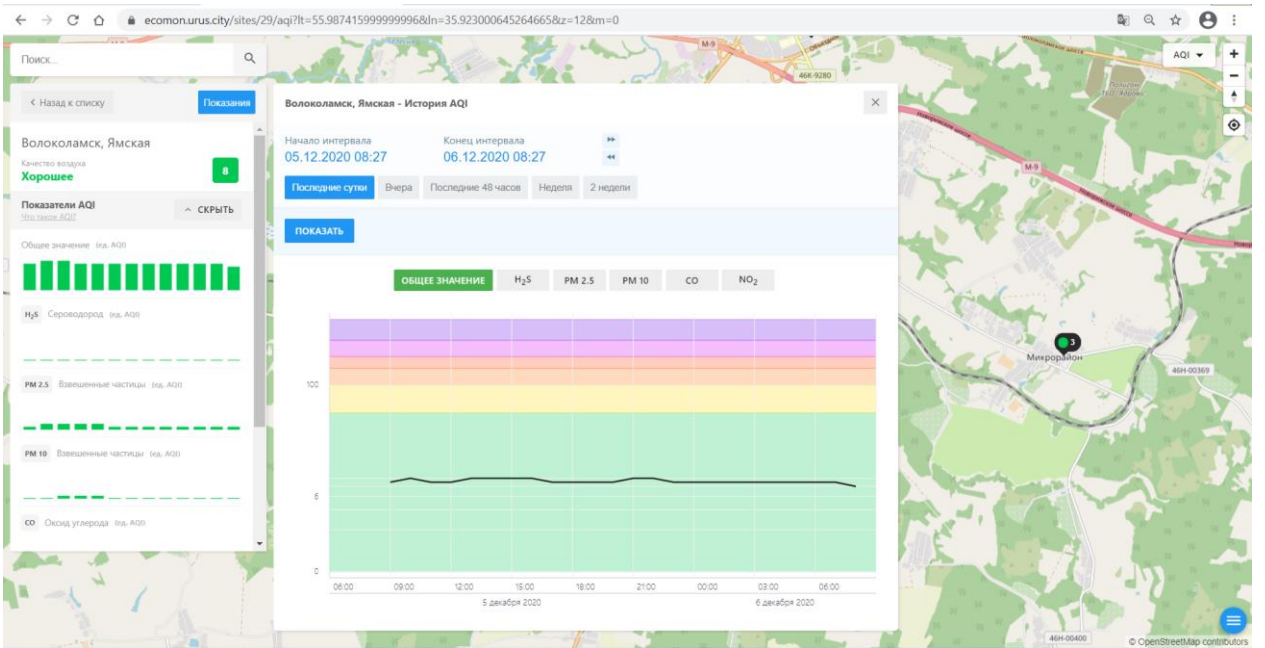 ecomon.urus.city/sites/29/aqi?lt=55.987415999999996&ln=35.923000645264665&z=12&m=0
Поиск...
М-9
46К-9280
AQI
+
−
< Назад к списку
Показания
Волоколамск, Ямская - История AQI
×
Волоколамск, Ямская
Качество воздуха
Хорошее
8
Начало интервала
Конец интервала
05.12.2020 08:27
06.12.2020 08:27
Последние сутки
Вчера
Последние 48 часов
Неделя
2 недели
Показатели AQI
Что такое AQI?
СКРЫТЬ
ПОКАЗАТЬ
Общее значение (ед. AQI)
ОБЩЕЕ ЗНАЧЕНИЕ
H₂S
PM 2.5
PM 10
CO
NO₂
H₂S Сероводород (ед. AQI)
PM 2.5 Взвешенные частицы (ед. AQI)
PM 10 Взвешенные частицы (ед. AQI)
CO Оксид углерода (ед. AQI)
100
6
0
06:00
09:00
12:00
15:00
18:00
21:00
00:00
03:00
06:00
5 декабря 2020
6 декабря 2020
М-9
Новорижское шоссе
3
Микрорайон
46Н-00369
46Н-00400
© OpenStreetMap contributors